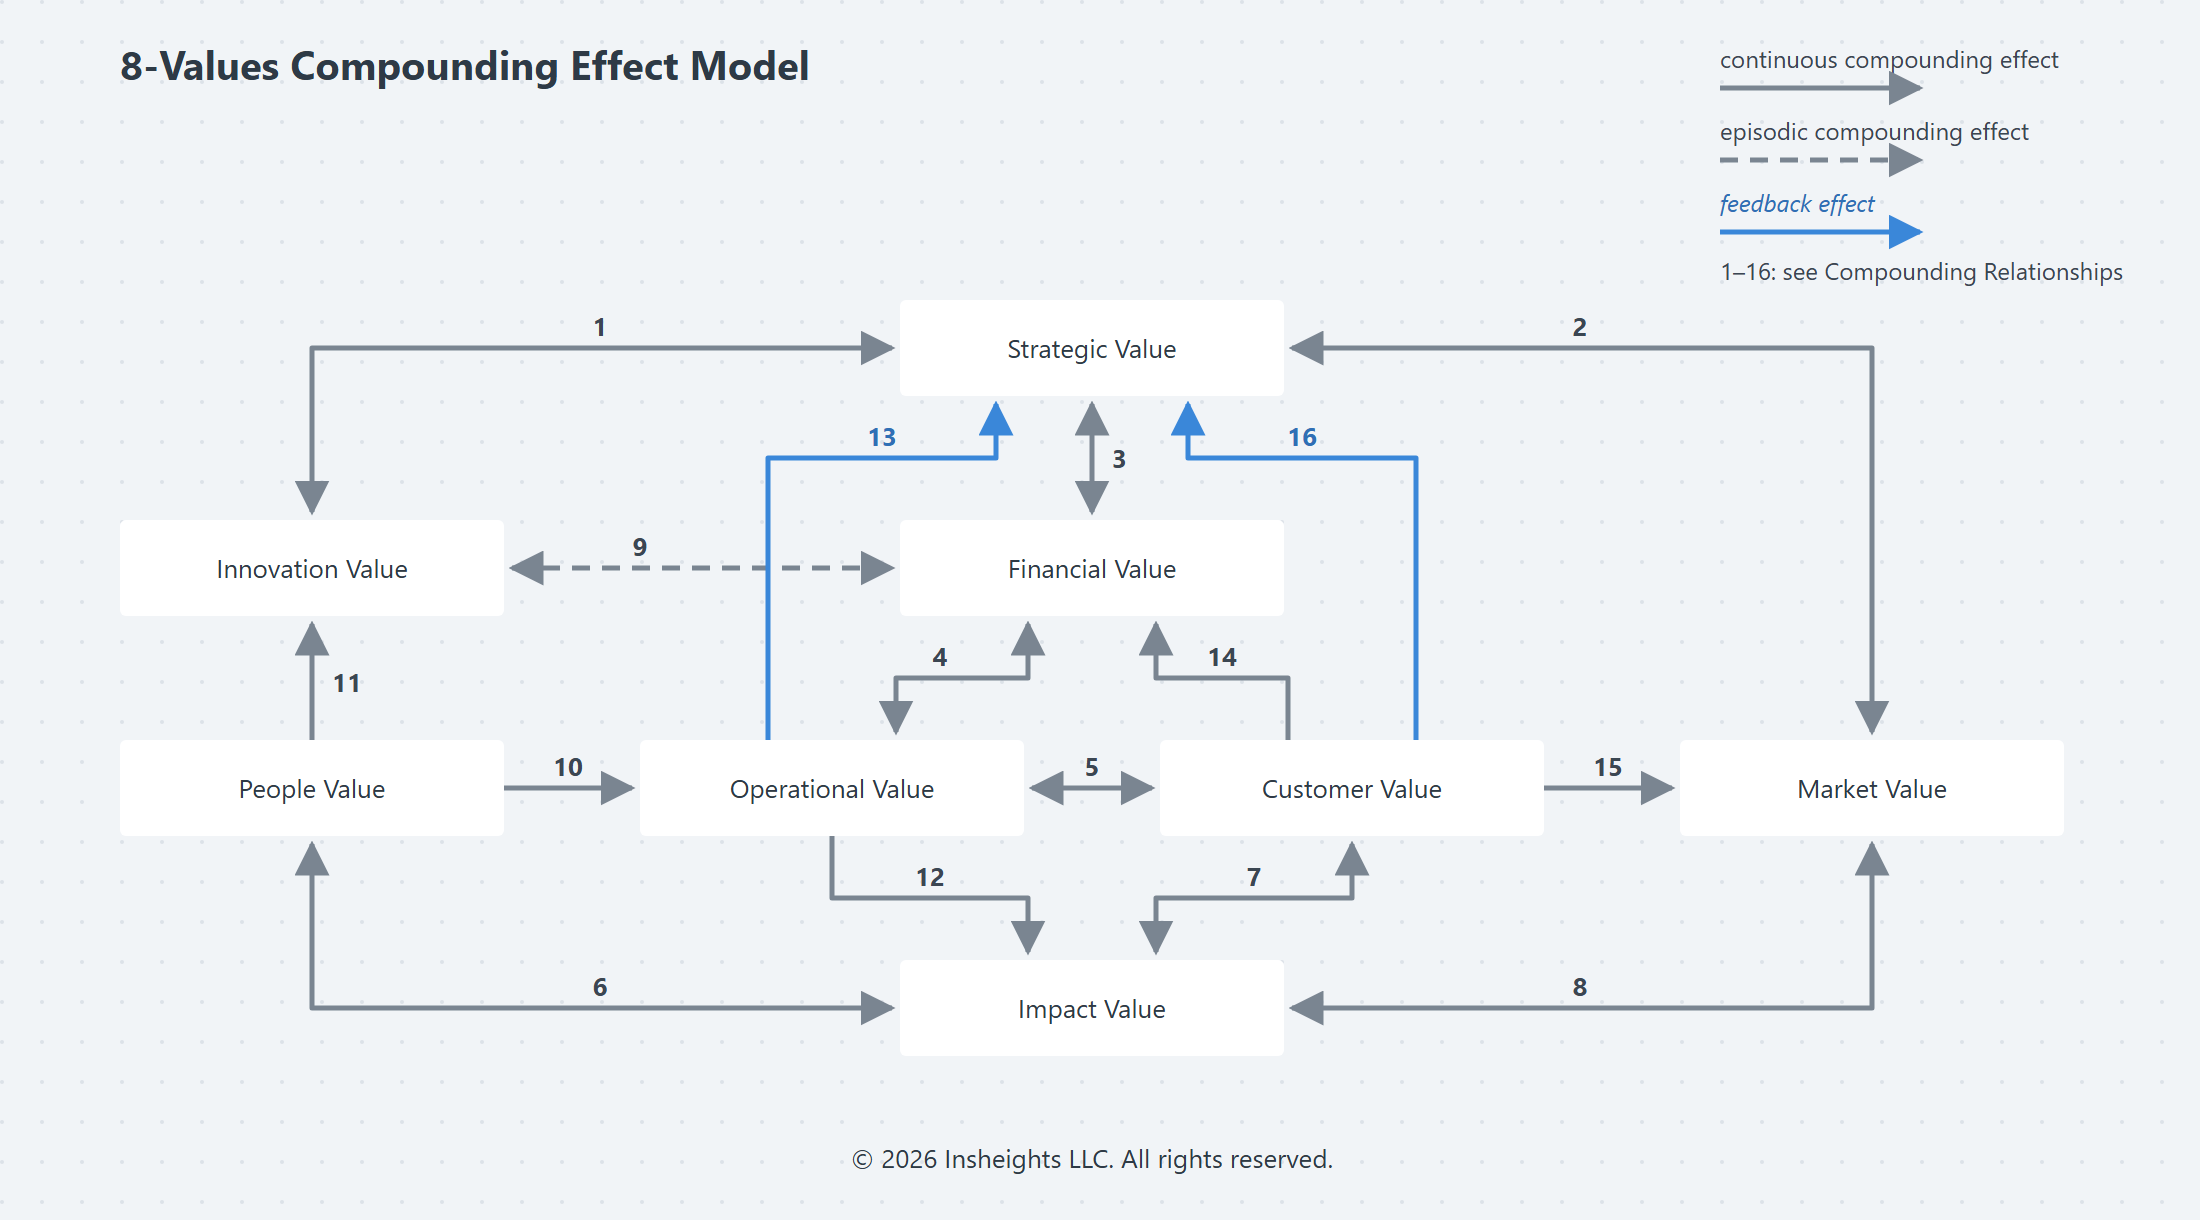 8-Values Compounding Effect Model
continuous compounding effect
episodic compounding effect
feedback effect
1–16: see Compounding Relationships
1
2
Strategic Value
13
16
3
9
Innovation Value
Financial Value
4
14
11
10
5
15
People Value
Operational Value
Customer Value
Market Value
12
7
6
8
Impact Value
© 2026 Insheights LLC. All rights reserved.